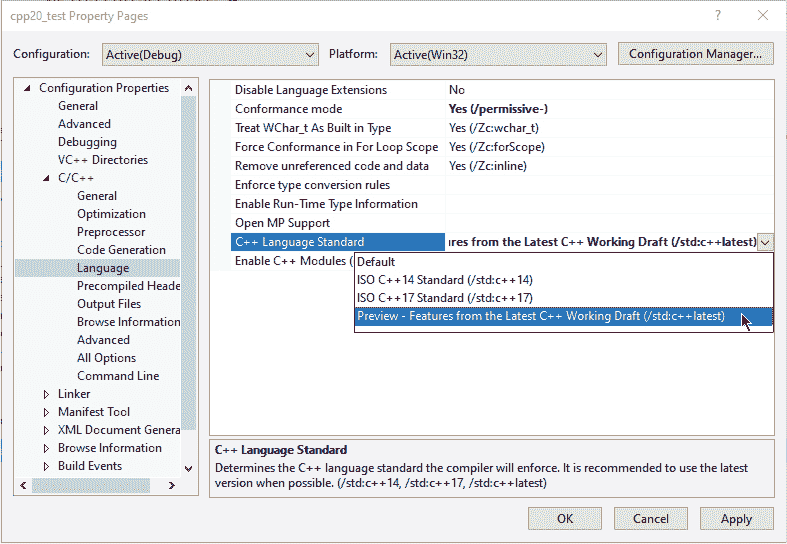 cpp20_test Property Pages
? ×
Configuration: Active(Debug) Platform: Active(Win32) Configuration Manager...
Configuration Properties
General
Advanced
Debugging
VC++ Directories
C/C++
General
Optimization
Preprocessor
Code Generation
Language
Precompiled Heade
Output Files
Browse Information
Advanced
All Options
Command Line
Linker
Manifest Tool
XML Document Genera
Browse Information
Build Events
Disable Language Extensions No
Conformance mode Yes (/permissive-)
Treat WChar_t As Built in Type Yes (/Zc:wchar_t)
Force Conformance in For Loop Scope Yes (/Zc:forScope)
Remove unreferenced code and data Yes (/Zc:inline)
Enforce type conversion rules
Enable Run-Time Type Information
Open MP Support
C++ Language Standard ures from the Latest C++ Working Draft (/std:c++latest)
Enable C++ Modules (
Default
ISO C++14 Standard (/std:c++14)
ISO C++17 Standard (/std:c++17)
Preview - Features from the Latest C++ Working Draft (/std:c++latest)
C++ Language Standard
Determines the C++ language standard the compiler will enforce. It is recommended to use the latest
version when possible. (/std:c++14, /std:c++17, /std:c++latest)
OK Cancel Apply